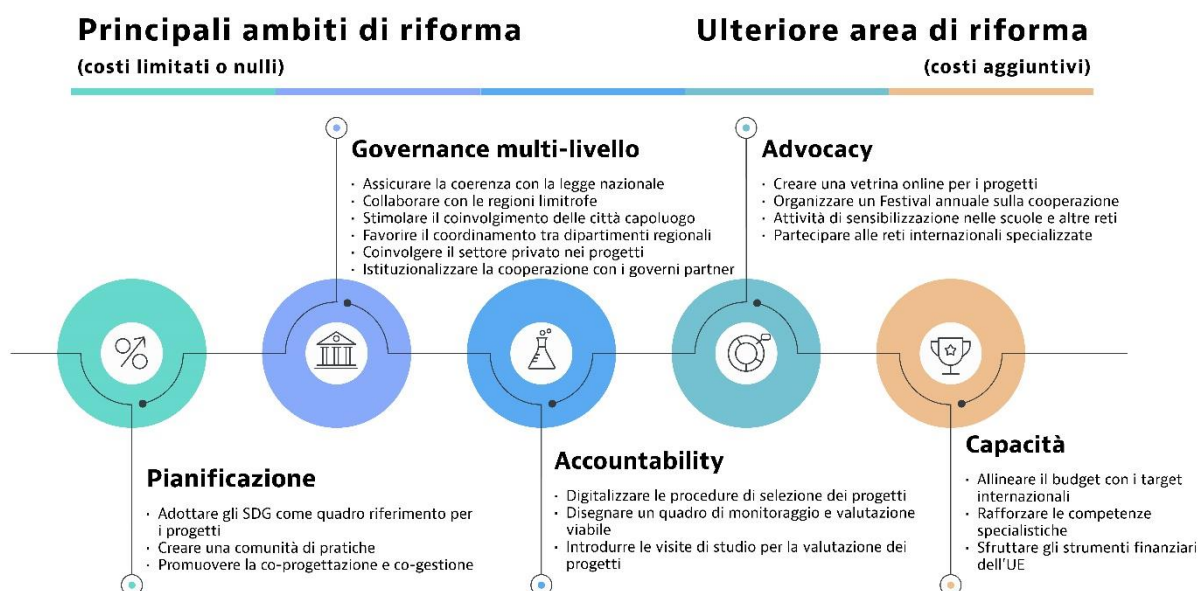 Principali ambiti di riforma
(costi limitati o nulli)
Ulteriore area di riforma
(costi aggiuntivi)
Governance multi-livello
· Assicurare la coerenza con la legge nazionale
· Collaborare con le regioni limitrofe
· Stimolare il coinvolgimento delle città capoluogo
· Favorire il coordinamento tra dipartimenti regionali
· Coinvolgere il settore privato nei progetti
· Istituzionalizzare la cooperazione con i governi partner
Advocacy
· Creare una vetrina online per i progetti
· Organizzare un Festival annuale sulla cooperazione
· Attività di sensibilizzazione nelle scuole e altre reti
· Partecipare alle reti internazionali specializzate
Pianificazione
· Adottare gli SDG come quadro riferimento per
i progetti
· Creare una comunità di pratiche
· Promuovere la co-progettazione e co-gestione
Accountability
· Digitalizzare le procedure di selezione dei progetti
· Disegnare un quadro di monitoraggio e valutazione
viabile
· Introdurre le visite di studio per la valutazione dei
progetti
Capacità
· Allineare il budget con i target
internazionali
· Rafforzare le competenze
specialistiche
· Sfruttare gli strumenti finanziari
dell'UE